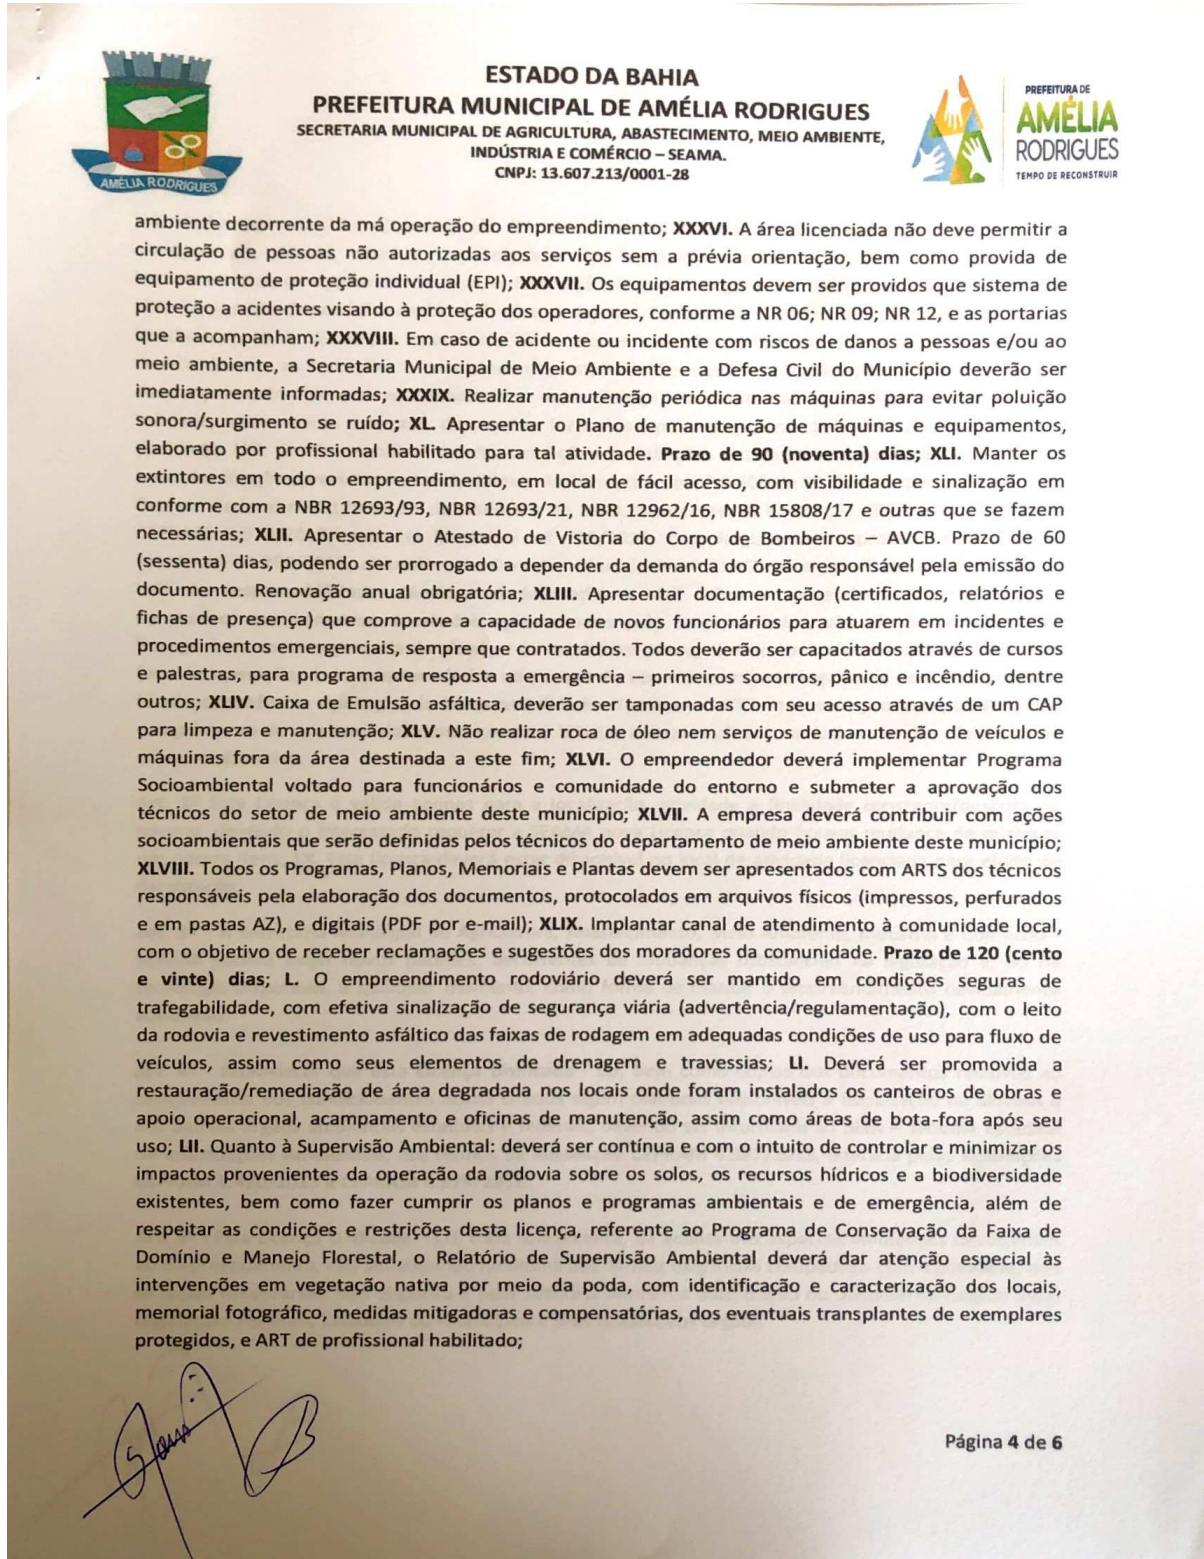 ESTADO DA BAHIA
PREFEITURA MUNICIPAL DE AMÉLIA RODRIGUES
SECRETARIA MUNICIPAL DE AGRICULTURA, ABASTECIMENTO, MEIO AMBIENTE,
INDÚSTRIA E COMÉRCIO – SEAMA.
CNPJ: 13.607.213/0001-28
AMÉLIA RODRIGUES
PREFEITURA DE
AMÉLIA
RODRIGUES
TEMPO DE RECONSTRUIR
ambiente decorrente da má operação do empreendimento; XXXVI. A área licenciada não deve permitir a
circulação de pessoas não autorizadas aos serviços sem a prévia orientação, bem como provida de
equipamento de proteção individual (EPI); XXXVII. Os equipamentos devem ser providos que sistema de
proteção a acidentes visando à proteção dos operadores, conforme a NR 06; NR 09; NR 12, e as portarias
que a acompanham; XXXVIII. Em caso de acidente ou incidente com riscos de danos a pessoas e/ou ao
meio ambiente, a Secretaria Municipal de Meio Ambiente e a Defesa Civil do Município deverão ser
imediatamente informadas; XXXIX. Realizar manutenção periódica nas máquinas para evitar poluição
sonora/surgimento se ruído; XL. Apresentar o Plano de manutenção de máquinas e equipamentos,
elaborado por profissional habilitado para tal atividade. Prazo de 90 (noventa) dias; XLI. Manter os
extintores em todo o empreendimento, em local de fácil acesso, com visibilidade e sinalização em
conforme com a NBR 12693/93, NBR 12693/21, NBR 12962/16, NBR 15808/17 e outras que se fazem
necessárias; XLII. Apresentar o Atestado de Vistoria do Corpo de Bombeiros – AVCB. Prazo de 60
(sessenta) dias, podendo ser prorrogado a depender da demanda do órgão responsável pela emissão do
documento. Renovação anual obrigatória; XLIII. Apresentar documentação (certificados, relatórios e
fichas de presença) que comprove a capacidade de novos funcionários para atuarem em incidentes e
procedimentos emergenciais, sempre que contratados. Todos deverão ser capacitados através de cursos
e palestras, para programa de resposta a emergência – primeiros socorros, pânico e incêndio, dentre
outros; XLIV. Caixa de Emulsão asfáltica, deverão ser tamponadas com seu acesso através de um CAP
para limpeza e manutenção; XLV. Não realizar roca de óleo nem serviços de manutenção de veículos e
máquinas fora da área destinada a este fim; XLVI. O empreendedor deverá implementar Programa
Socioambiental voltado para funcionários e comunidade do entorno e submeter a aprovação dos
técnicos do setor de meio ambiente deste município; XLVII. A empresa deverá contribuir com ações
socioambientais que serão definidas pelos técnicos do departamento de meio ambiente deste município;
XLVIII. Todos os Programas, Planos, Memoriais e Plantas devem ser apresentados com ARTS dos técnicos
responsáveis pela elaboração dos documentos, protocolados em arquivos físicos (impressos, perfurados
e em pastas AZ), e digitais (PDF por e-mail); XLIX. Implantar canal de atendimento à comunidade local,
com o objetivo de receber reclamações e sugestões dos moradores da comunidade. Prazo de 120 (cento
e vinte) dias; L. O empreendimento rodoviário deverá ser mantido em condições seguras de
trafegabilidade, com efetiva sinalização de segurança viária (advertência/regulamentação), com o leito
da rodovia e revestimento asfáltico das faixas de rodagem em adequadas condições de uso para fluxo de
veículos, assim como seus elementos de drenagem e travessias; LI. Deverá ser promovida a
restauração/remediação de área degradada nos locais onde foram instalados os canteiros de obras e
apoio operacional, acampamento e oficinas de manutenção, assim como áreas de bota-fora após seu
uso; LII. Quanto à Supervisão Ambiental: deverá ser contínua e com o intuito de controlar e minimizar os
impactos provenientes da operação da rodovia sobre os solos, os recursos hídricos e a biodiversidade
existentes, bem como fazer cumprir os planos e programas ambientais e de emergência, além de
respeitar as condições e restrições desta licença, referente ao Programa de Conservação da Faixa de
Domínio e Manejo Florestal, o Relatório de Supervisão Ambiental deverá dar atenção especial às
intervenções em vegetação nativa por meio da poda, com identificação e caracterização dos locais,
memorial fotográfico, medidas mitigadoras e compensatórias, dos eventuais transplantes de exemplares
protegidos, e ART de profissional habilitado;
Página 4 de 6